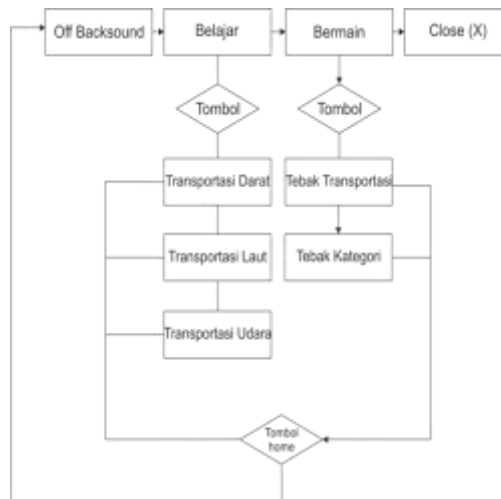 Off Backsound
Belajar
Bermain
Close (X)
Tombol
Tombol
Transportasi Darat
Tebak Transportasi
Transportasi Laut
Tebak Kategori
Transportasi Udara
Tombol
home